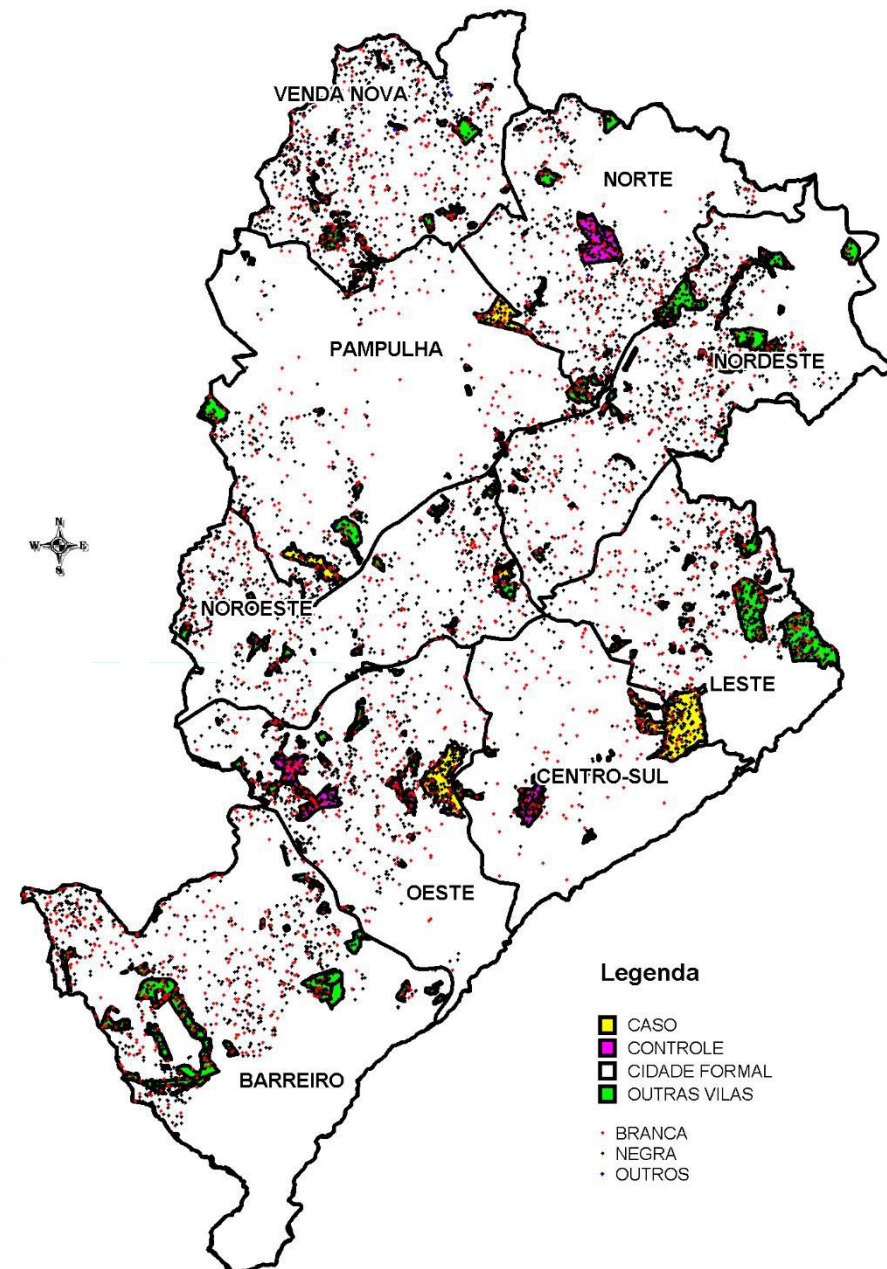 VENDA NOVA
NORTE
PAMPULHA
NORDESTE
N
W E
S
NOROESTE
LESTE
CENTRO-SUL
OESTE
BARREIRO
Legenda
CASO
CONTROLE
CIDADE FORMAL
OUTRAS VILAS
BRANCA
NEGRA
OUTROS